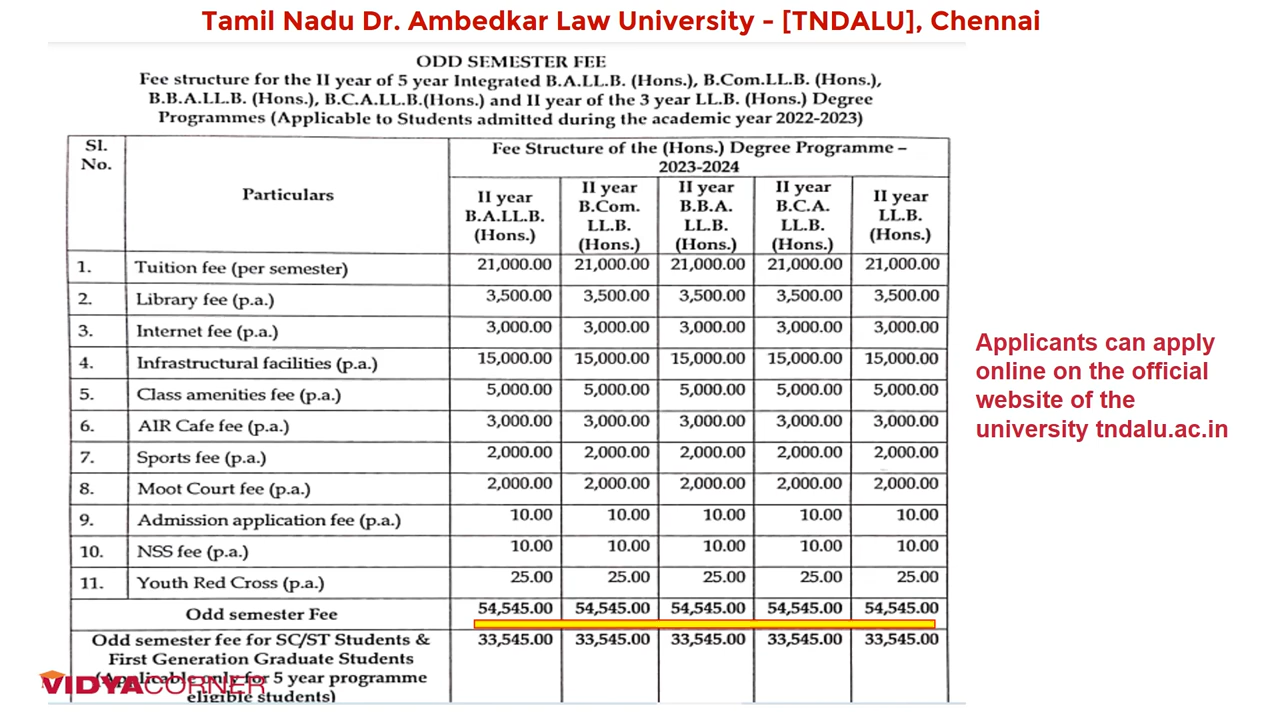 Tamil Nadu Dr. Ambedkar Law University - [TNDALU], Chennai
ODD SEMESTER FEE
Fee structure for the II year of 5 year Integrated B.A.LL.B. (Hons.), B.Com.LL.B. (Hons.),
B.B.A.LL.B. (Hons.), B.C.A.LL.B.(Hons.) and II year of the 3 year LL.B. (Hons.) Degree
Programmes (Applicable to Students admitted during the academic year 2022-2023)
Sl. No. Particulars Fee Structure of the (Hons.) Degree Programme –
2023-2024
II year B.A.LL.B. (Hons.) II year B.Com. LL.B. (Hons.) II year B.B.A. LL.B. (Hons.) II year B.C.A. LL.B. (Hons.) II year LL.B. (Hons.)
1. Tuition fee (per semester) 21,000.00 21,000.00 21,000.00 21,000.00 21,000.00
2. Library fee (p.a.) 3,500.00 3,500.00 3,500.00 3,500.00 3,500.00
3. Internet fee (p.a.) 3,000.00 3,000.00 3,000.00 3,000.00 3,000.00
4. Infrastructural facilities (p.a.) 15,000.00 15,000.00 15,000.00 15,000.00 15,000.00
5. Class amenities fee (p.a.) 5,000.00 5,000.00 5,000.00 5,000.00 5,000.00
6. AIR Cafe fee (p.a.) 3,000.00 3,000.00 3,000.00 3,000.00 3,000.00
7. Sports fee (p.a.) 2,000.00 2,000.00 2,000.00 2,000.00 2,000.00
8. Moot Court fee (p.a.) 2,000.00 2,000.00 2,000.00 2,000.00 2,000.00
9. Admission application fee (p.a.) 10.00 10.00 10.00 10.00 10.00
10. NSS fee (p.a.) 10.00 10.00 10.00 10.00 10.00
11. Youth Red Cross (p.a.) 25.00 25.00 25.00 25.00 25.00
Odd semester Fee 54,545.00 54,545.00 54,545.00 54,545.00 54,545.00
Odd semester fee for SC/ST Students & 33,545.00 33,545.00 33,545.00 33,545.00 33,545.00
First Generation Graduate Students
(Applicable only for 5 year programme
eligible students)
VIDYACORNER
Applicants can apply
online on the official
website of the
university tndalu.ac.in